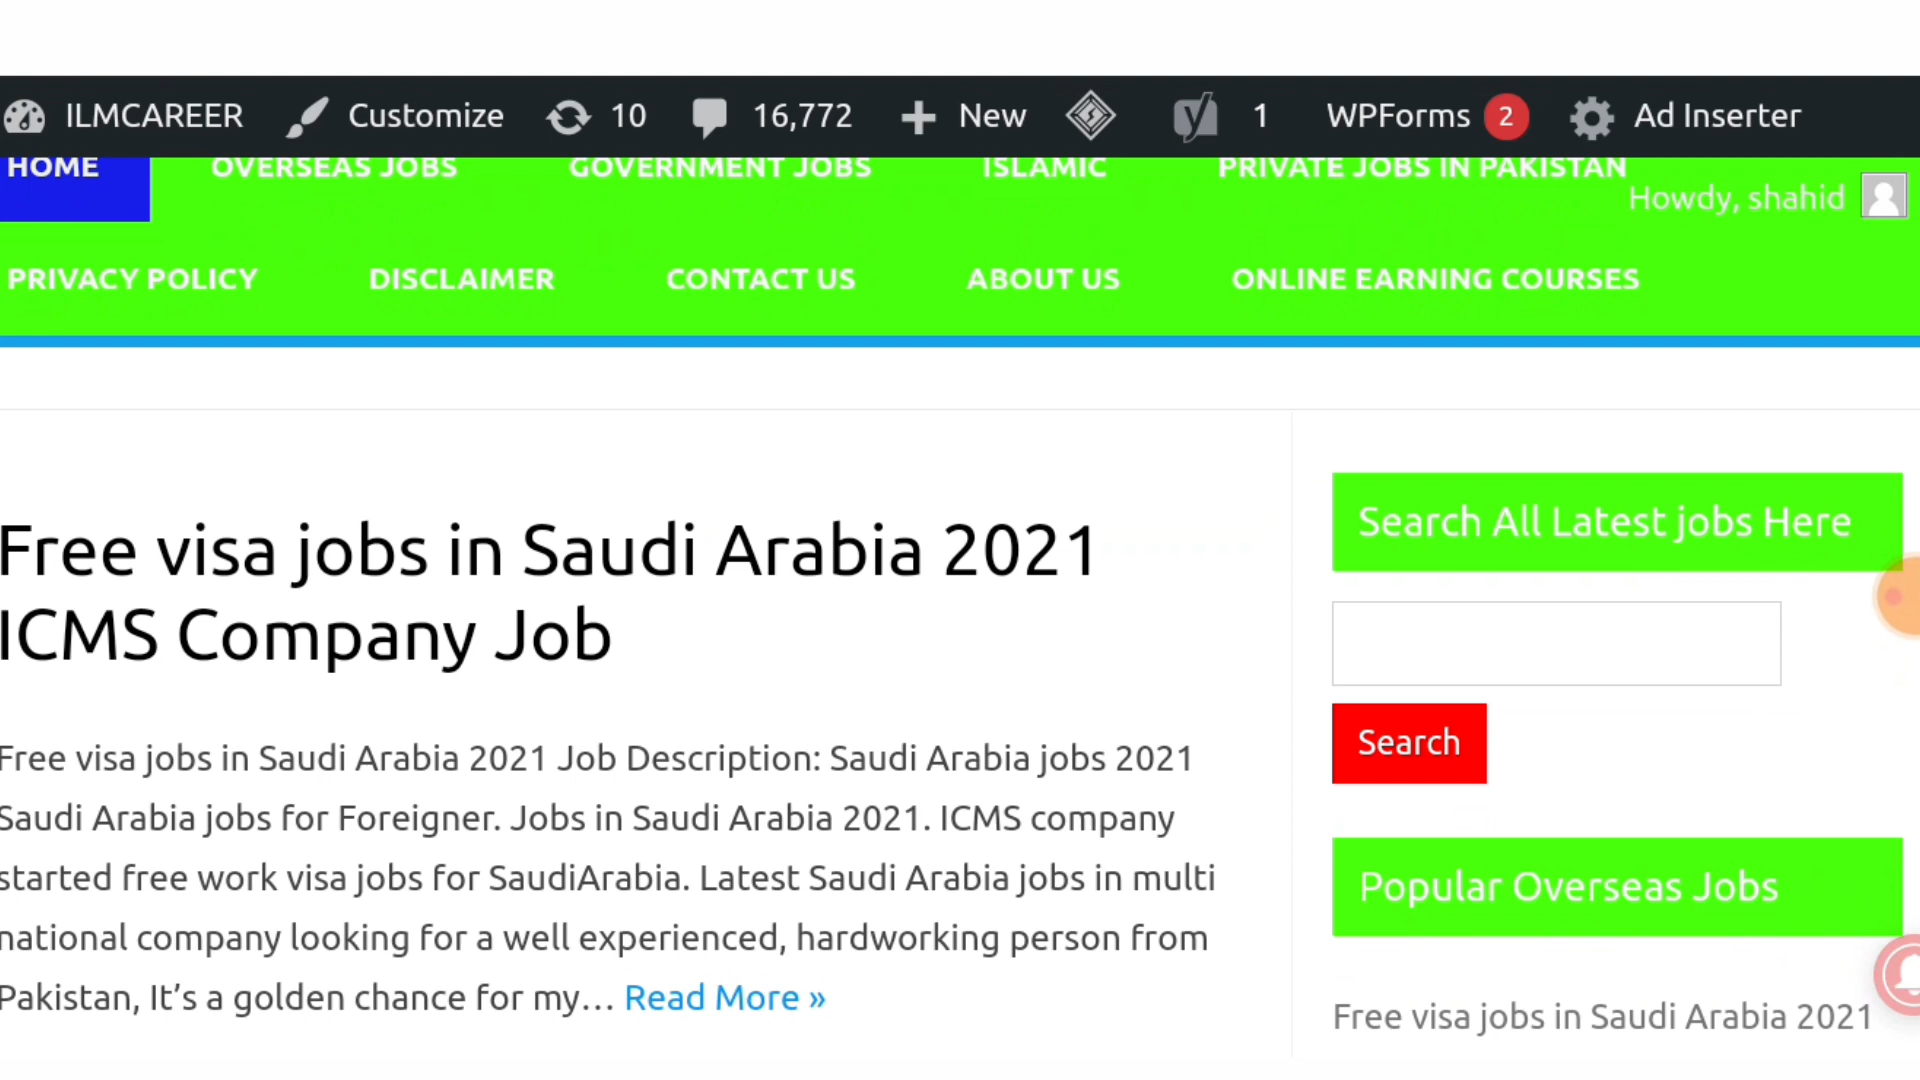 ILMCAREER Customize 10 16,772 New 1 WPForms 2 Ad Inserter
HOME OVERSEAS JOBS GOVERNMENT JOBS ISLAMIC PRIVATE JOBS IN PAKISTAN
Howdy, shahid
PRIVACY POLICY DISCLAIMER CONTACT US ABOUT US ONLINE EARNING COURSES
Free visa jobs in Saudi Arabia 2021
ICMS Company Job
Free visa jobs in Saudi Arabia 2021 Job Description: Saudi Arabia jobs 2021
Saudi Arabia jobs for Foreigner. Jobs in Saudi Arabia 2021. ICMS company
started free work visa jobs for SaudiArabia. Latest Saudi Arabia jobs in multi
national company looking for a well experienced, hardworking person from
Pakistan, It’s a golden chance for my… Read More »
Search All Latest jobs Here
Search
Popular Overseas Jobs
Free visa jobs in Saudi Arabia 2021